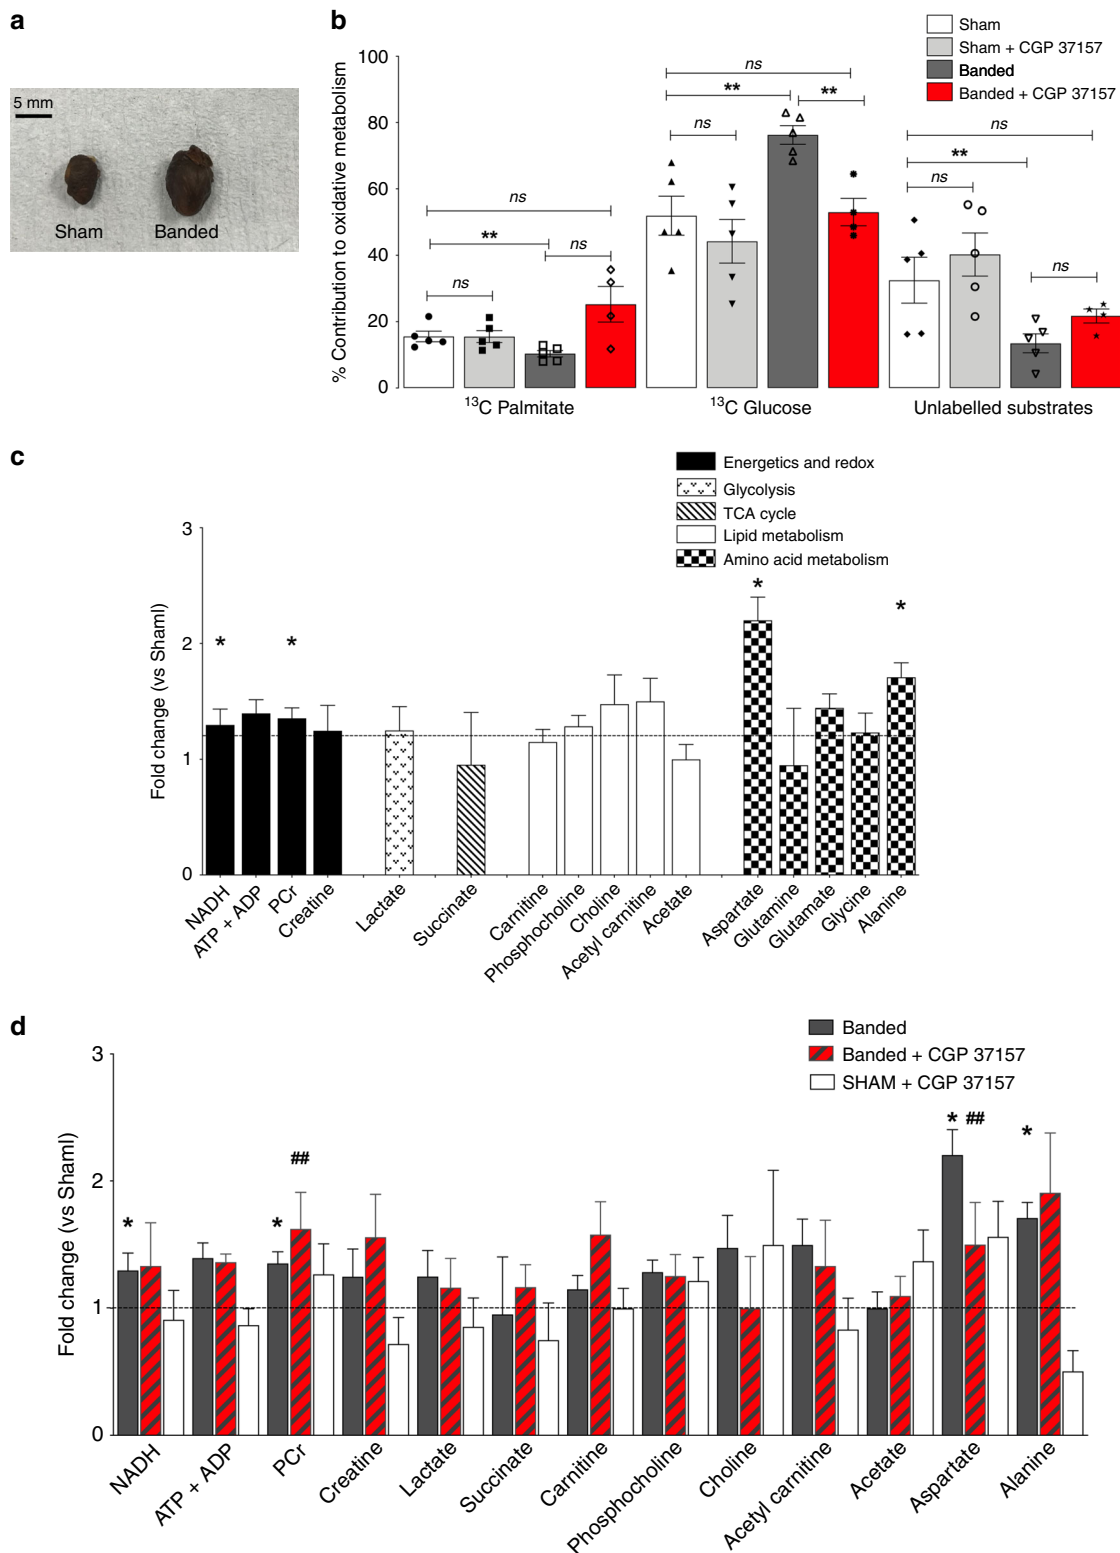 a
5 mm
Sham Banded
b
Sham
Sham + CGP 37157
Banded
Banded + CGP 37157
% Contribution to oxidative metabolism
100
80
60
40
20
0
ns
**
ns
ns
ns
**
**
ns
ns
**
ns
ns
13C Palmitate
13C Glucose
Unlabelled substrates
c
Energetics and redox
Glycolysis
TCA cycle
Lipid metabolism
Amino acid metabolism
Fold change (vs ShamI)
3
2
1
0
* * * *
NADH
ATP + ADP
PCr
Creatine
Lactate
Succinate
Carnitine
Phosphocholine
Choline
Acetyl carnitine
Acetate
Aspartate
Glutamine
Glutamate
Glycine
Alanine
d
Banded
Banded + CGP 37157
SHAM + CGP 37157
Fold change (vs ShamI)
3
2
1
0
* * ## * ## *
NADH
ATP + ADP
PCr
Creatine
Lactate
Succinate
Carnitine
Phosphocholine
Choline
Acetyl carnitine
Acetate
Aspartate
Alanine